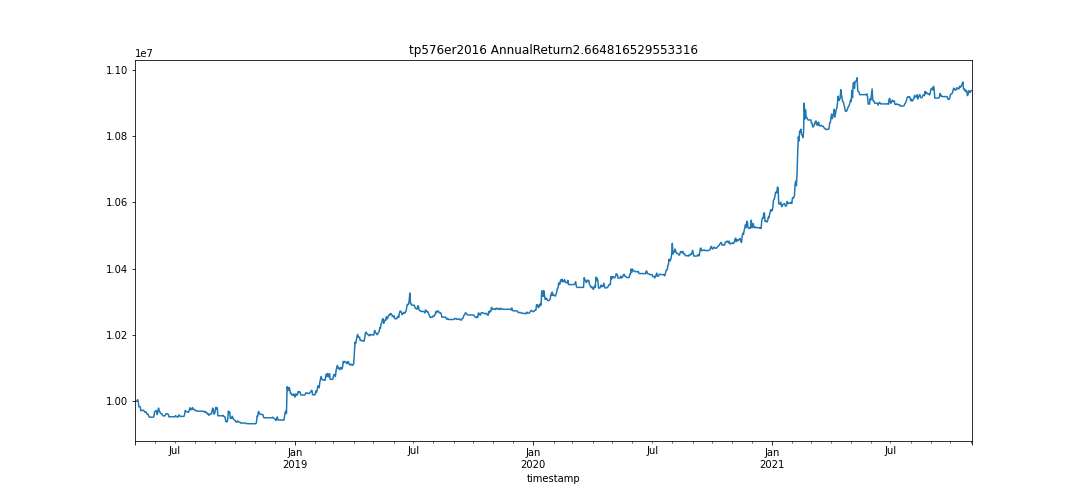 tp576er2016 AnnualReturn2.664816529553316
1e7
1.10
1.08
1.06
1.04
1.02
1.00
Jul Jan Jul Jan Jul Jan Jul
2019 2020 2021
timestamp